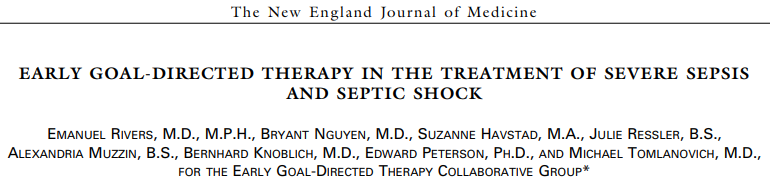 The New England Journal of Medicine
EARLY GOAL-DIRECTED THERAPY IN THE TREATMENT OF SEVERE SEPSIS
AND SEPTIC SHOCK
EMANUEL RIVERS, M.D., M.P.H., BRYANT NGUYEN, M.D., SUZANNE HAVSTAD, M.A., JULIE RESSLER, B.S.,
ALEXANDRIA MUZZIN, B.S., BERNHARD KNOBLICH, M.D., EDWARD PETERSON, PH.D., AND MICHAEL TOMLANOVICH, M.D.,
FOR THE EARLY GOAL-DIRECTED THERAPY COLLABORATIVE GROUP*